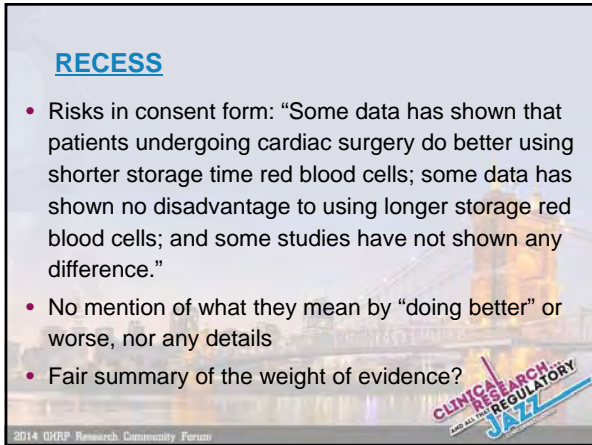 RECESS
• Risks in consent form: “Some data has shown that
patients undergoing cardiac surgery do better using
shorter storage time red blood cells; some data has
shown no disadvantage to using longer storage red
blood cells; and some studies have not shown any
difference.”
• No mention of what they mean by “doing better” or
worse, nor any details
• Fair summary of the weight of evidence?
CLINICAL RESEARCH...
AND ALL THAT REGULATORY
JAZZ
2014 OHRP Research Community Forum